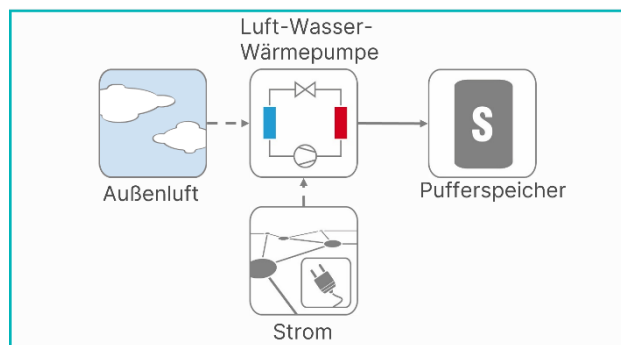 Luft-Wasser-
Wärmepumpe
Außenluft
S
Pufferspeicher
Strom